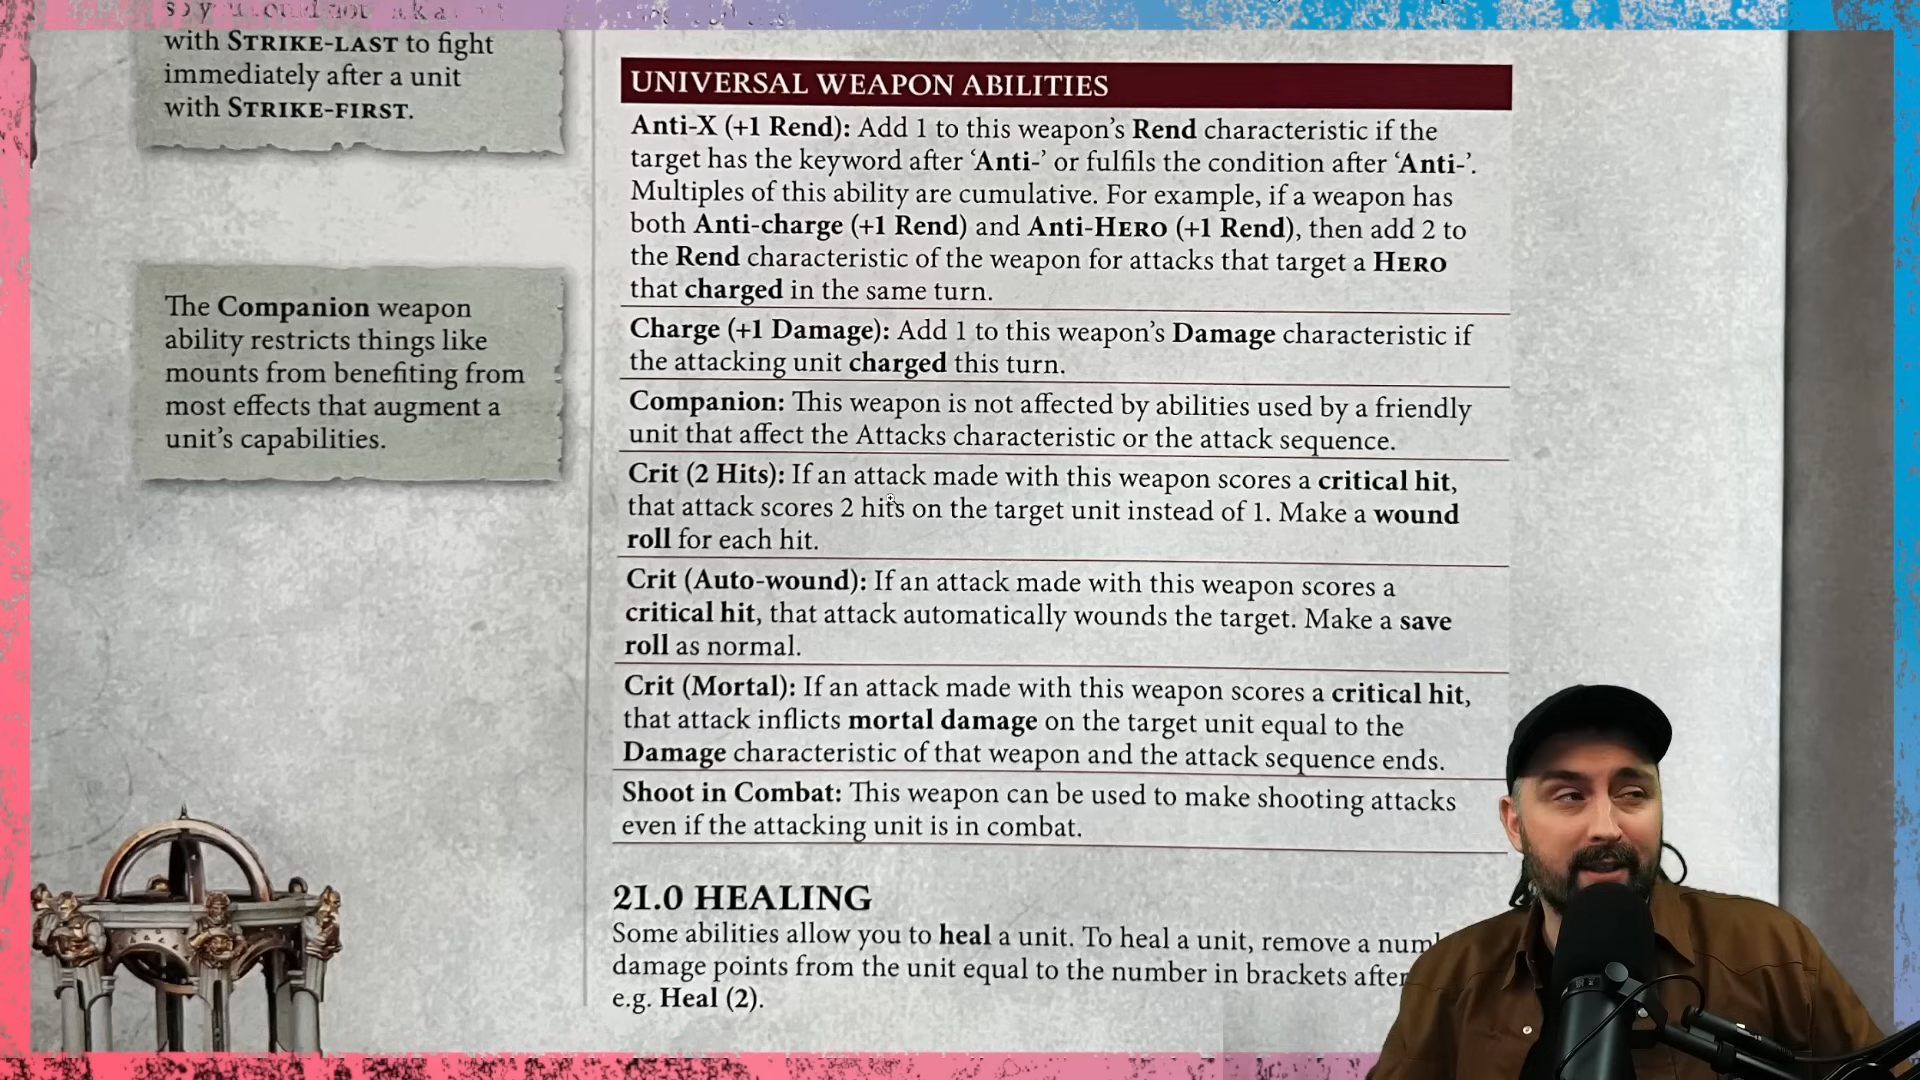 with STRIKE-LAST to fight
immediately after a unit
with STRIKE-FIRST.
The Companion weapon
ability restricts things like
mounts from benefiting from
most effects that augment a
unit's capabilities.
UNIVERSAL WEAPON ABILITIES
Anti-X (+1 Rend): Add 1 to this weapon's Rend characteristic if the
target has the keyword after ‘Anti-’ or fulfils the condition after ‘Anti-’.
Multiples of this ability are cumulative. For example, if a weapon has
both Anti-charge (+1 Rend) and Anti-HERO (+1 Rend), then add 2 to
the Rend characteristic of the weapon for attacks that target a HERO
that charged in the same turn.
Charge (+1 Damage): Add 1 to this weapon's Damage characteristic if
the attacking unit charged this turn.
Companion: This weapon is not affected by abilities used by a friendly
unit that affect the Attacks characteristic or the attack sequence.
Crit (2 Hits): If an attack made with this weapon scores a critical hit,
that attack scores 2 hits on the target unit instead of 1. Make a wound
roll for each hit.
Crit (Auto-wound): If an attack made with this weapon scores a
critical hit, that attack automatically wounds the target. Make a save
roll as normal.
Crit (Mortal): If an attack made with this weapon scores a critical hit,
that attack inflicts mortal damage on the target unit equal to the
Damage characteristic of that weapon and the attack sequence ends.
Shoot in Combat: This weapon can be used to make shooting attacks
even if the attacking unit is in combat.
21.0 HEALING
Some abilities allow you to heal a unit. To heal a unit, remove a
damage points from the unit equal to the number in brackets after
e.g. Heal (2).